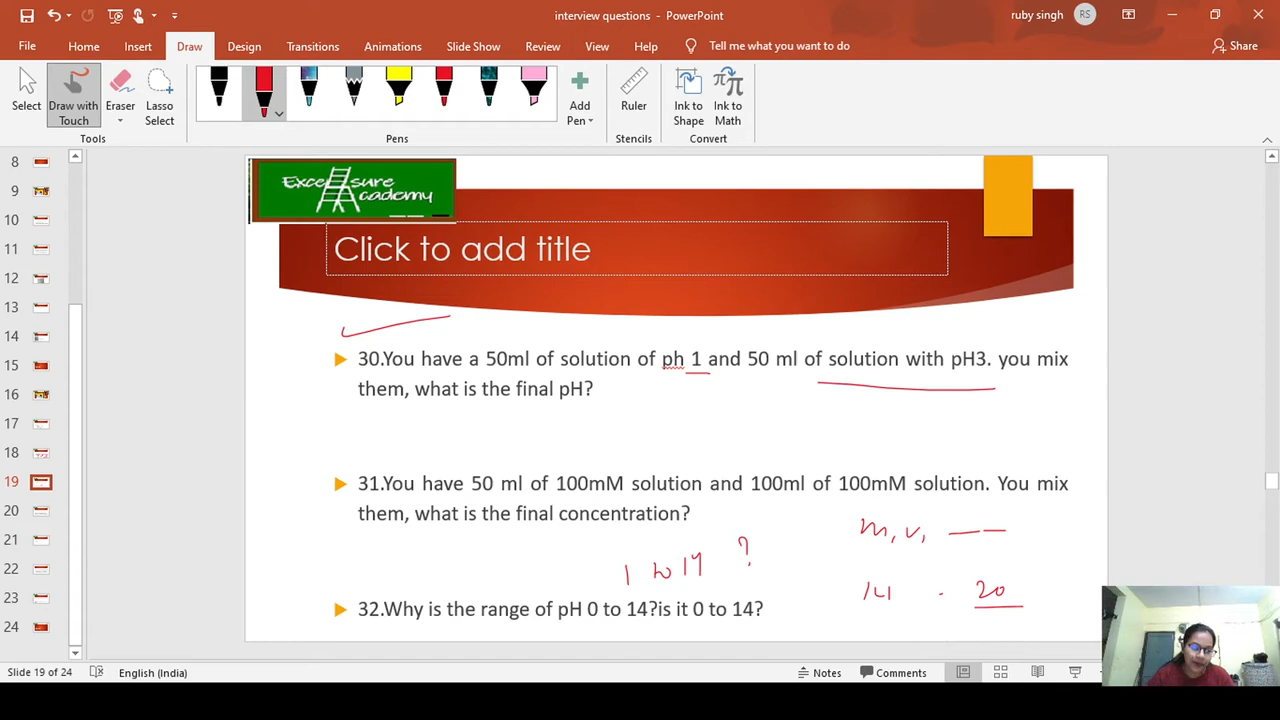 interview questions - PowerPoint
ruby singh
RS
File
Home
Insert
Draw
Design
Transitions
Animations
Slide Show
Review
View
Help
Tell me what you want to do
Share
Select
Draw with Touch
Eraser
Lasso Select
Add Pen
Ruler
Ink to Shape
Ink to Math
Tools
Pens
Stencils
Convert
8
9
10
11
12
13
14
15
16
17
18
19
20
21
22
23
24
Click to add title
30.You have a 50ml of solution of ph 1 and 50 ml of solution with pH3. you mix
them, what is the final pH?
31.You have 50 ml of 100mM solution and 100ml of 100mM solution. You mix
them, what is the final concentration?
M, V,
1 to 14 ?
14 . 20
32.Why is the range of pH 0 to 14?is it 0 to 14?
Slide 19 of 24
English (India)
Notes
Comments